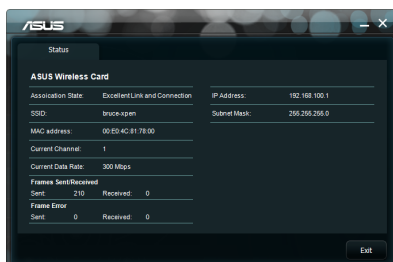 ASUS
Status
ASUS Wireless Card
Assoication State: Excellent Link and Connection
SSID: bruce-xpen
MAC address: 00:E0:4C:81:78:00
Current Channel: 1
Current Data Rate: 300 Mbps
Frames Sent/Received
Sent: 210 Received: 0
Frame Error
Sent: 0 Received: 0
IP Address: 192.168.100.1
Subnet Mask: 255.255.255.0
Exit